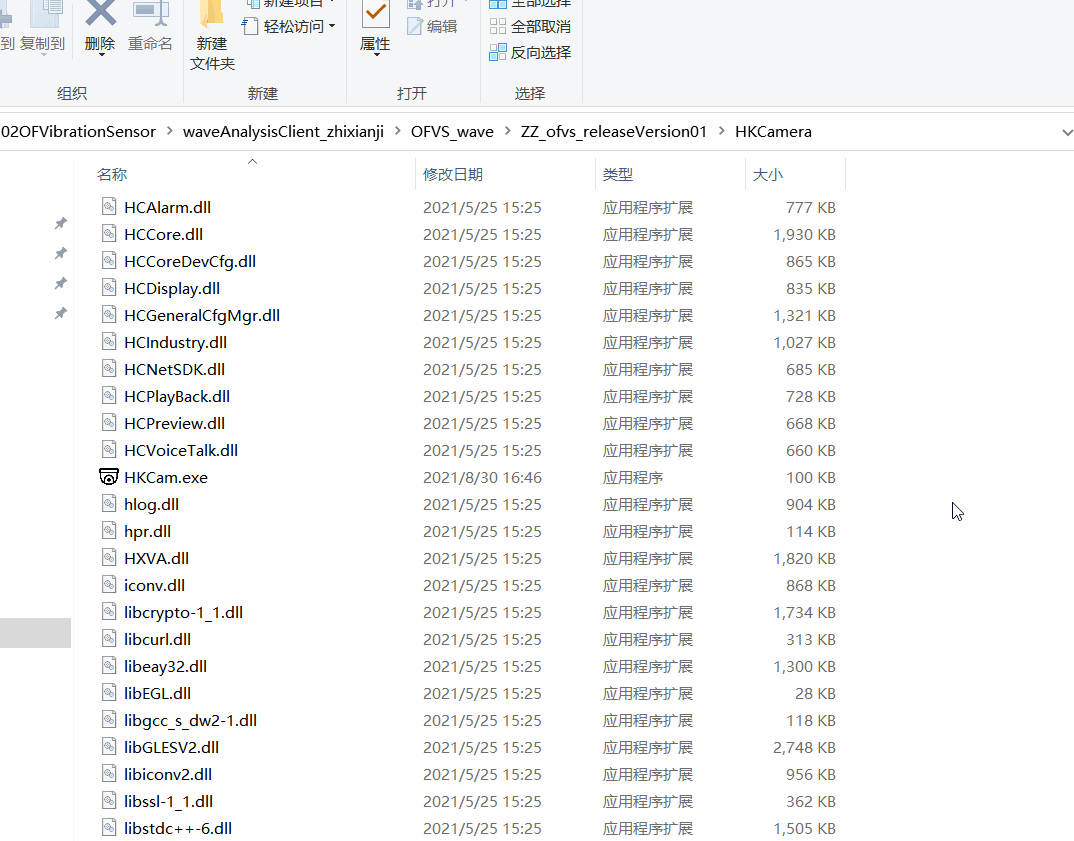 新建项目
打开
全部选择
轻松访问
编辑
全部取消
到 复制到 删除 重命名 新建
文件夹 属性
反向选择
组织 新建 打开 选择
02OFVibrationSensor > waveAnalysisClient_zhixianji > OFVS_wave > ZZ_ofvs_releaseVersion01 > HKCamera
名称 修改日期 类型 大小
HCAlarm.dll 2021/5/25 15:25 应用程序扩展 777 KB
HCCore.dll 2021/5/25 15:25 应用程序扩展 1,930 KB
HCCoreDevCfg.dll 2021/5/25 15:25 应用程序扩展 865 KB
HCDisplay.dll 2021/5/25 15:25 应用程序扩展 835 KB
HCGeneralCfgMgr.dll 2021/5/25 15:25 应用程序扩展 1,321 KB
HCIndustry.dll 2021/5/25 15:25 应用程序扩展 1,027 KB
HCNetSDK.dll 2021/5/25 15:25 应用程序扩展 685 KB
HCPlayBack.dll 2021/5/25 15:25 应用程序扩展 728 KB
HCPreview.dll 2021/5/25 15:25 应用程序扩展 668 KB
HCVoiceTalk.dll 2021/5/25 15:25 应用程序扩展 660 KB
HKCam.exe 2021/8/30 16:46 应用程序 100 KB
hlog.dll 2021/5/25 15:25 应用程序扩展 904 KB
hpr.dll 2021/5/25 15:25 应用程序扩展 114 KB
HXVA.dll 2021/5/25 15:25 应用程序扩展 1,820 KB
iconv.dll 2021/5/25 15:25 应用程序扩展 868 KB
libcrypto-1_1.dll 2021/5/25 15:25 应用程序扩展 1,734 KB
libcurl.dll 2021/5/25 15:25 应用程序扩展 313 KB
libeay32.dll 2021/5/25 15:25 应用程序扩展 1,300 KB
libEGL.dll 2021/5/25 15:25 应用程序扩展 28 KB
libgcc_s_dw2-1.dll 2021/5/25 15:25 应用程序扩展 118 KB
libGLESV2.dll 2021/5/25 15:25 应用程序扩展 2,748 KB
libiconv2.dll 2021/5/25 15:25 应用程序扩展 956 KB
libssl-1_1.dll 2021/5/25 15:25 应用程序扩展 362 KB
libstdc++-6.dll 2021/5/25 15:25 应用程序扩展 1,505 KB